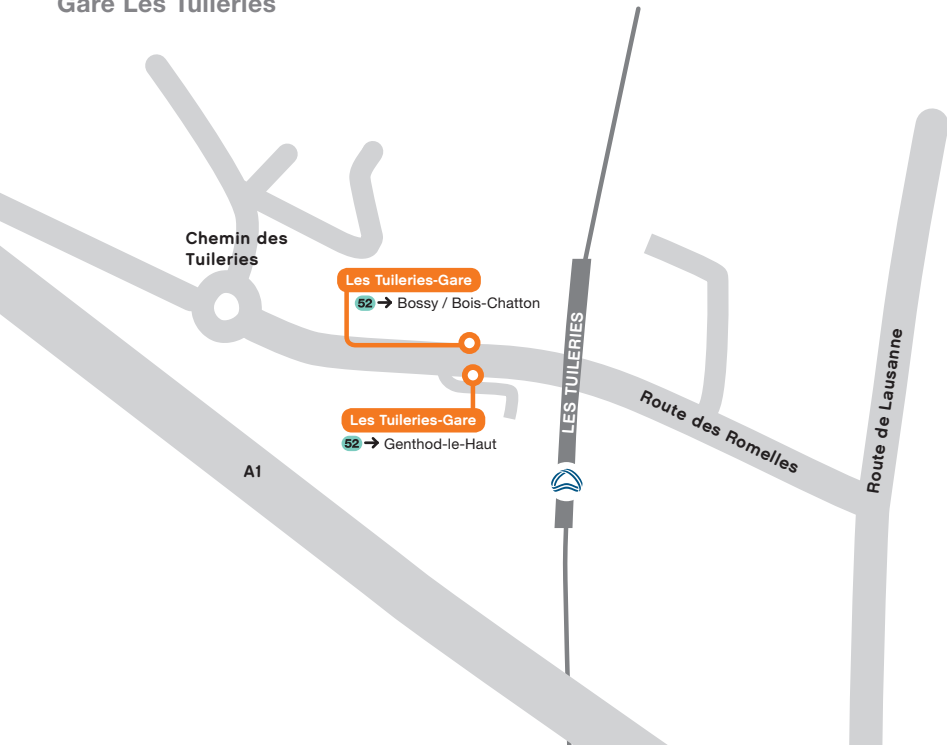 Gare Les Tuileries
Chemin des
Tuileries
Les Tuileries-Gare
52 → Bossy / Bois-Chatton
LES TUILERIES
Les Tuileries-Gare
52 → Genthod-le-Haut
Route des Romelles
Route de Lausanne
A1